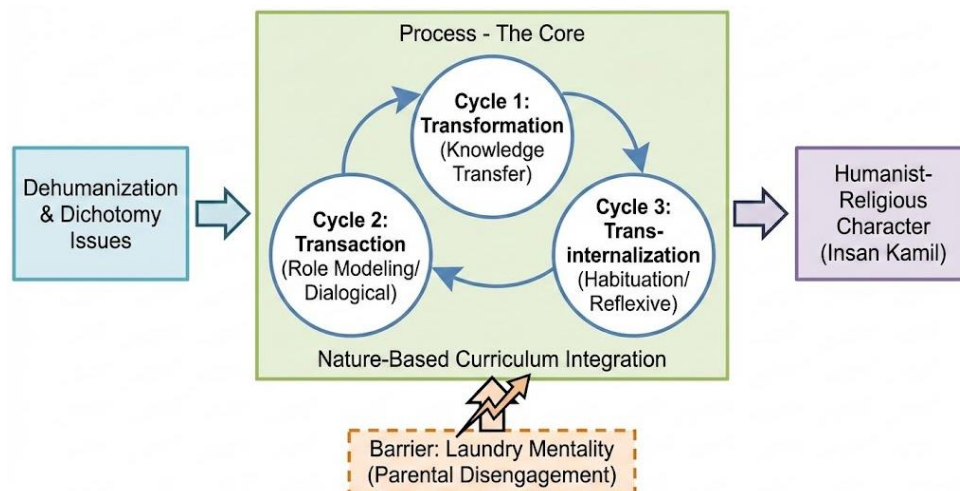 Process - The Core
Dehumanization
& Dichotomy
Issues
Cycle 1:
Transformation
(Knowledge
Transfer)
Cycle 2:
Transaction
(Role Modeling/
Dialogical)
Cycle 3:
Trans-
internalization
(Habituation/
Reflexive)
Humanist-
Religious
Character
(Insan Kamil)
Nature-Based Curriculum Integration
Barrier: Laundry Mentality
(Parental Disengagement)